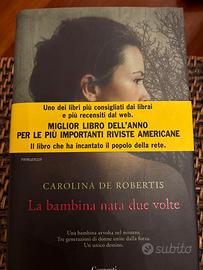 Uno dei libri più consigliati dai librai
e più recensiti dal web.
MIGLIOR LIBRO DELL'ANNO
PER LE PIÙ IMPORTANTI RIVISTE AMERICANE
Il libro che ha incantato il popolo della rete.
CAROLINA DE ROBERTIS
La bambina nata due volte
Una bambina avvolta nel mistero.
Tre generazioni di donne unite dalla forza.
Un unico destino.
Garzanti
subito